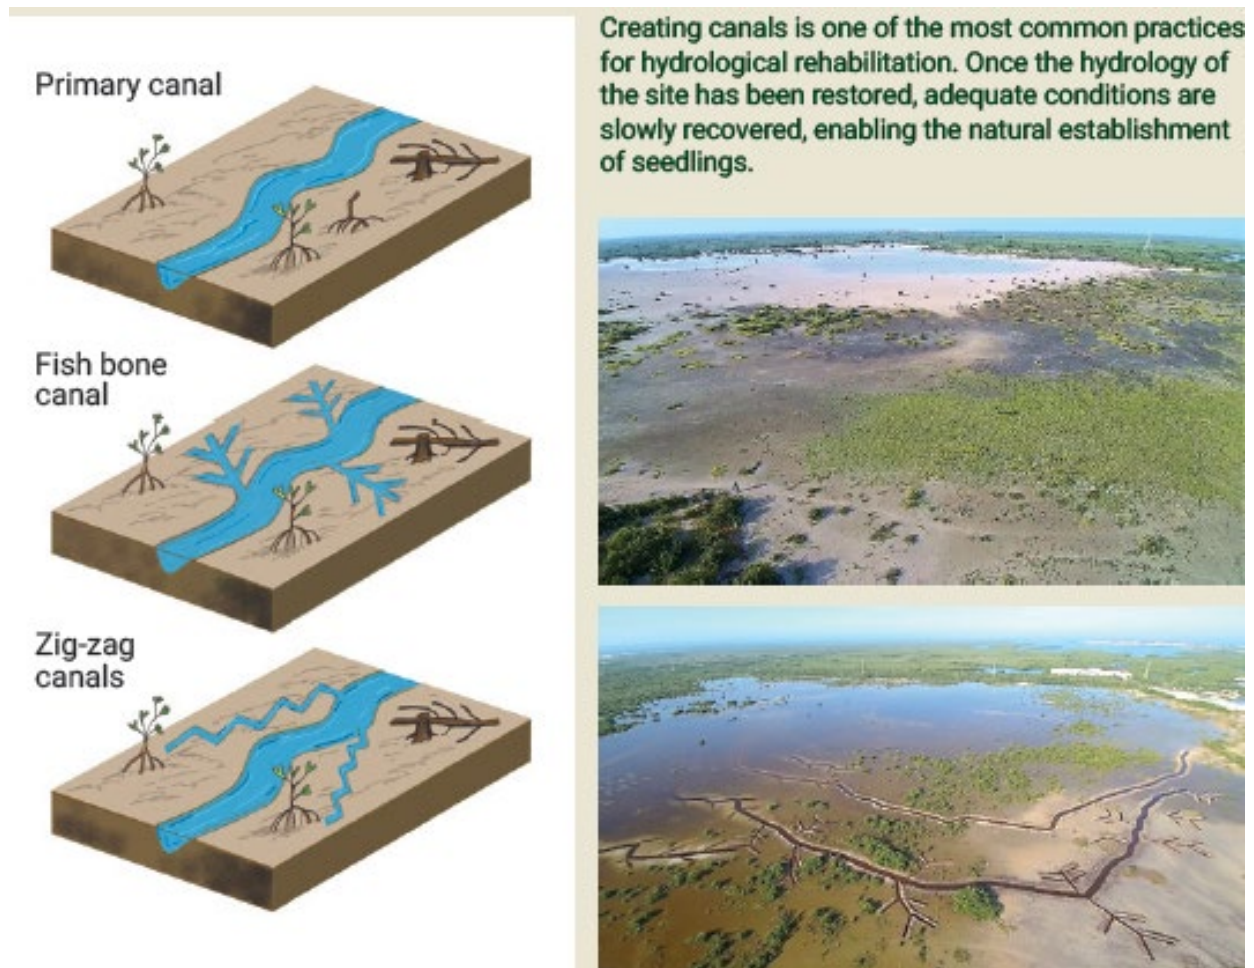 Primary canal
Fish bone
canal
Zig-zag
canals
Creating canals is one of the most common practices
for hydrological rehabilitation. Once the hydrology of
the site has been restored, adequate conditions are
slowly recovered, enabling the natural establishment
of seedlings.